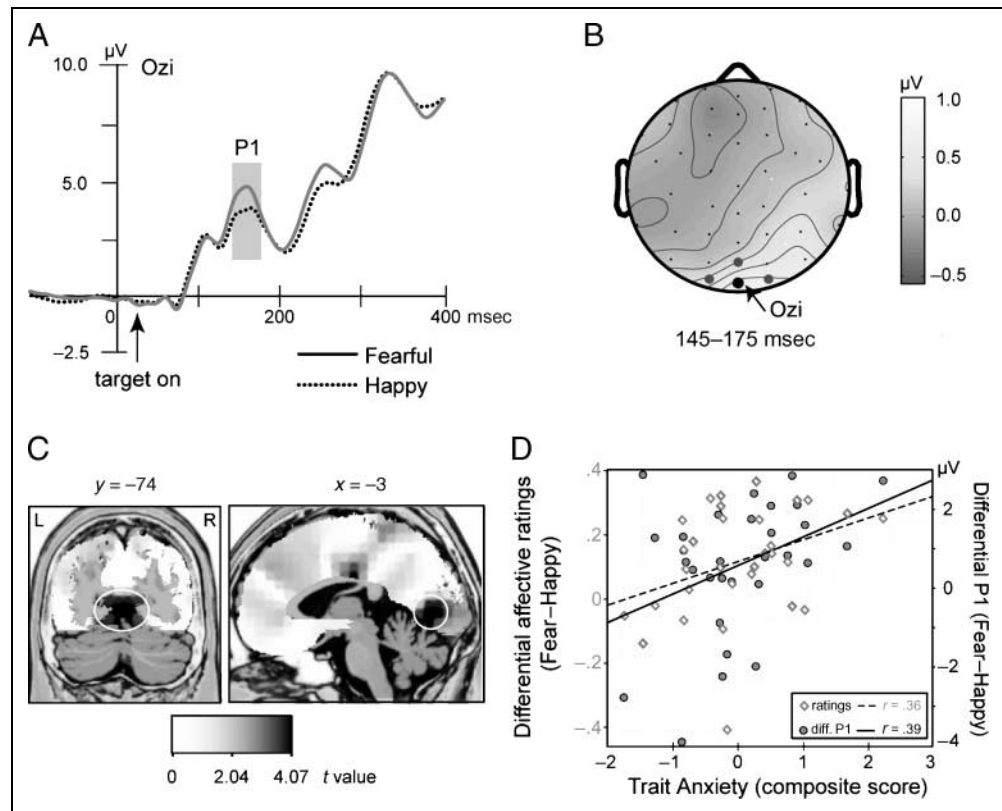 A
µV
10.0
Ozi
P1
5.0
0
200
400 msec
−2.5
target on
Fearful
Happy
B
µV
1.0
0.0
−0.5
Ozi
145–175 msec
C
y = −74
x = −3
L
R
0
2.04
4.07
t value
D
Differential affective ratings
(Fear–Happy)
.4
.2
0
−.2
−.4
µV
2
0
−2
−4
Differential P1 (Fear–Happy)
ratings
r = .36
diff. P1
r = .39
−2
−1
0
1
2
3
Trait Anxiety (composite score)